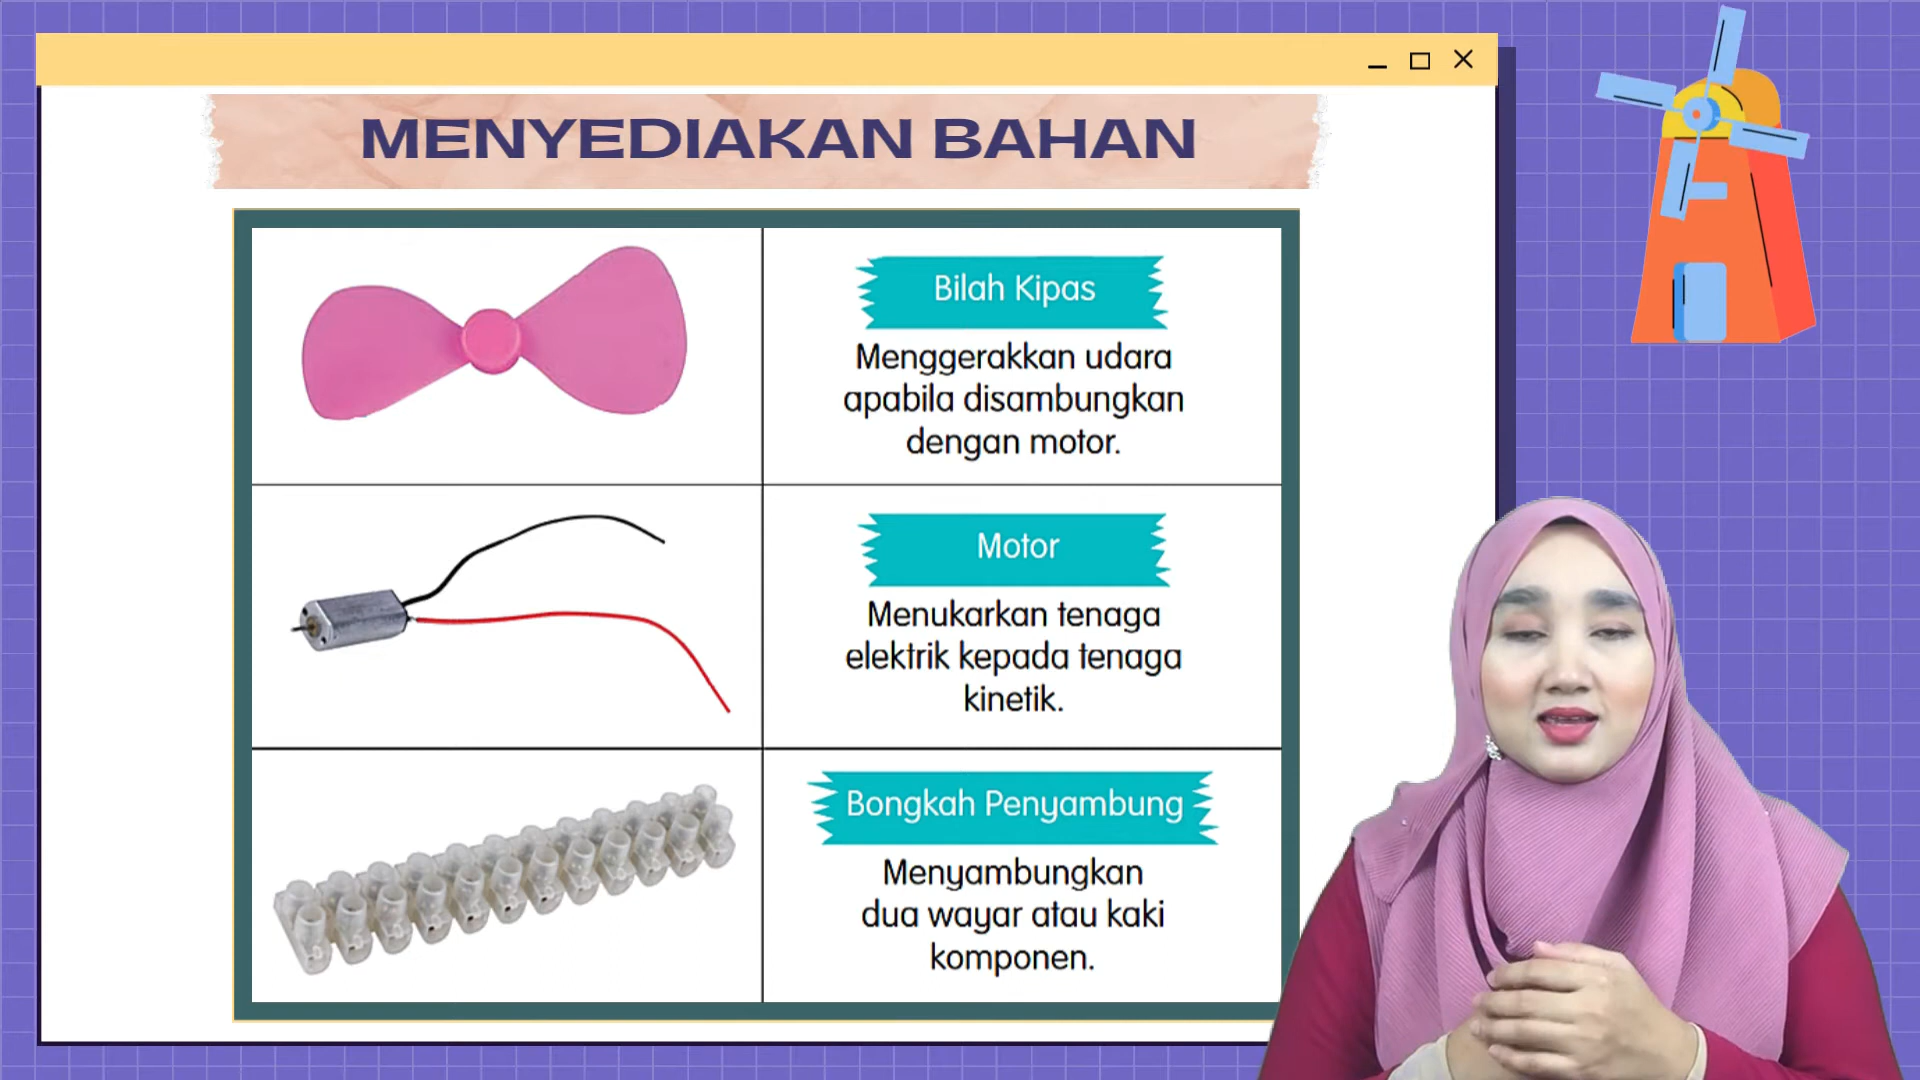 MENYEDIAKAN BAHAN
Bilah Kipas
Menggerakkan udara
apabila disambungkan
dengan motor.
Motor
Menukarkan tenaga
elektrik kepada tenaga
kinetik.
Bongkah Penyambung
Menyambungkan
dua wayar atau kaki
komponen.